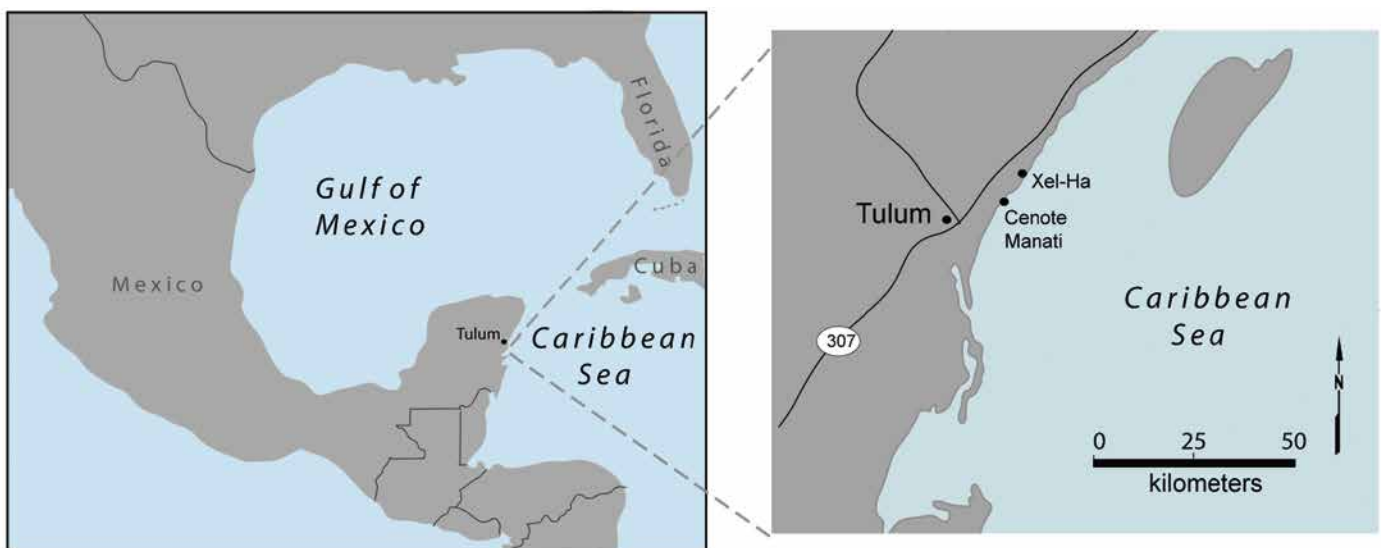 Florida
Gulf of
Mexico
Mexico
Cuba
Tulum
Caribbean
Sea
Xel-Ha
Tulum
Cenote
Manati
Caribbean
Sea
307
N
0 25 50
kilometers